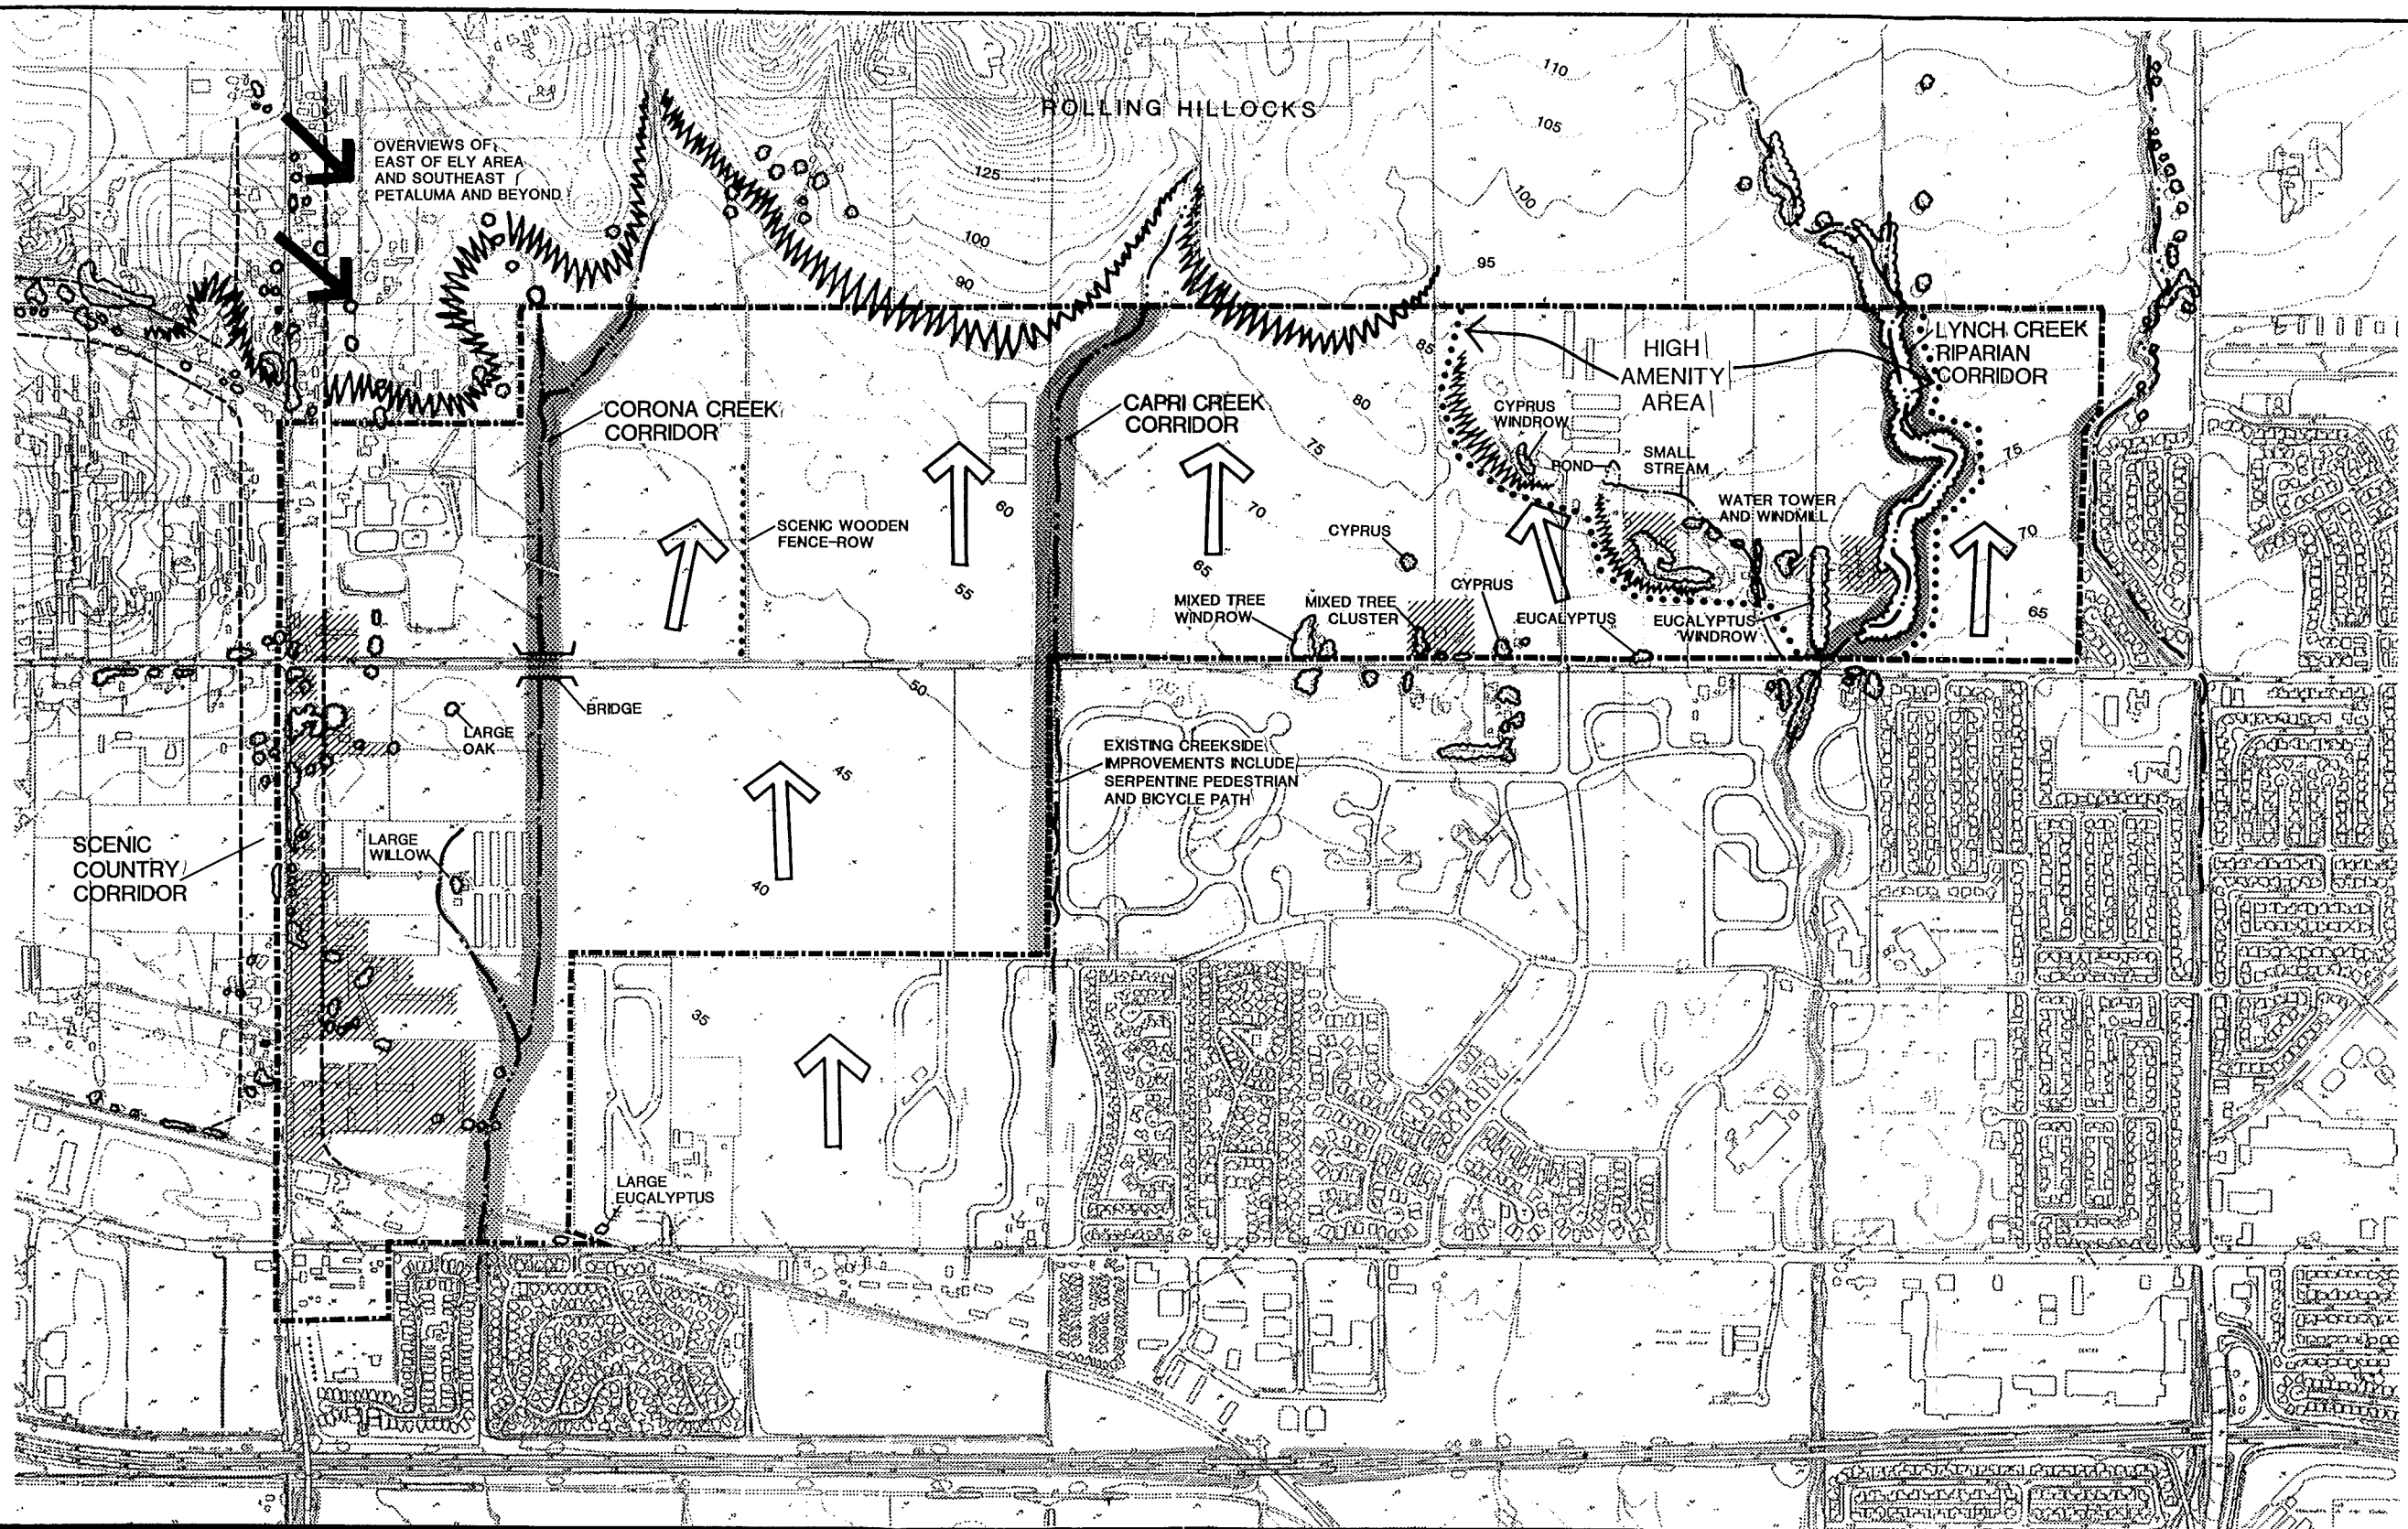 110
ROLLING HILLOCKS
105
OVERVIEWS OF
EAST OF ELY AREA
AND SOUTHEAST
PETALUMA AND BEYOND
125
100
100
95
90
LYNCH CREEK
RIPARIAN
CORRIDOR
HIGH
AMENITY
AREA
85
80
75
75
CORONA CREEK
CORRIDOR
CAPRI CREEK
CORRIDOR
CYPRUS
WINDROW
POND
SMALL
STREAM
WATER TOWER
AND WINDMILL
SCENIC WOODEN
FENCE-ROW
60
70
CYPRUS
70
65
55
CYPRUS
MIXED TREE
WINDROW
MIXED TREE
CLUSTER
EUCALYPTUS
EUCALYPTUS
WINDROW
65
50
BRIDGE
LARGE
OAK
EXISTING CREEKSIDE
IMPROVEMENTS INCLUDE
SERPENTINE PEDESTRIAN
AND BICYCLE PATH
45
LARGE
WILLOW
SCENIC
COUNTRY
CORRIDOR
40
35
LARGE
EUCALYPTUS